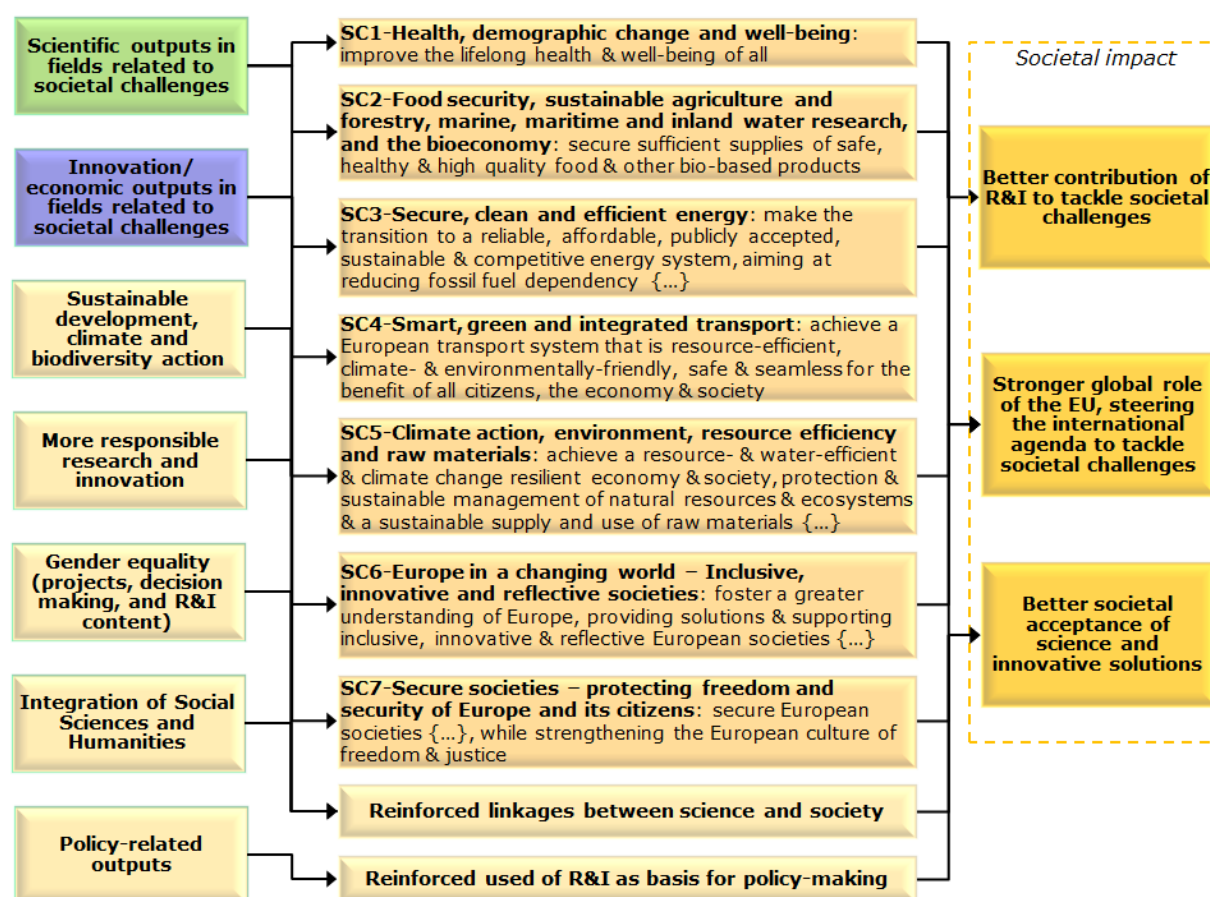 Scientific outputs in
fields related to
societal challenges
Innovation/
economic outputs in
fields related to
societal challenges
Sustainable
development,
climate and
biodiversity action
More responsible
research and
innovation
Gender equality
(projects, decision
making, and R&I
content)
Integration of Social
Sciences and
Humanities
Policy-related
outputs
SC1-Health, demographic change and well-being:
improve the lifelong health & well-being of all
SC2-Food security, sustainable agriculture and
forestry, marine, maritime and inland water research,
and the bioeconomy: secure sufficient supplies of safe,
healthy & high quality food & other bio-based products
SC3-Secure, clean and efficient energy: make the
transition to a reliable, affordable, publicly accepted,
sustainable & competitive energy system, aiming at
reducing fossil fuel dependency {...}
SC4-Smart, green and integrated transport: achieve a
European transport system that is resource-efficient,
climate- & environmentally-friendly, safe & seamless for the
benefit of all citizens, the economy & society
SC5-Climate action, environment, resource efficiency
and raw materials: achieve a resource- & water-efficient
& climate change resilient economy & society, protection &
sustainable management of natural resources & ecosystems
& a sustainable supply and use of raw materials {...}
SC6-Europe in a changing world – Inclusive,
innovative and reflective societies: foster a greater
understanding of Europe, providing solutions & supporting
inclusive, innovative & reflective European societies {...}
SC7-Secure societies – protecting freedom and
security of Europe and its citizens: secure European
societies {...}, while strengthening the European culture of
freedom & justice
Reinforced linkages between science and society
Reinforced used of R&I as basis for policy-making
Societal impact
Better contribution of
R&I to tackle societal
challenges
Stronger global role
of the EU, steering
the international
agenda to tackle
societal challenges
Better societal
acceptance of
science and
innovative solutions